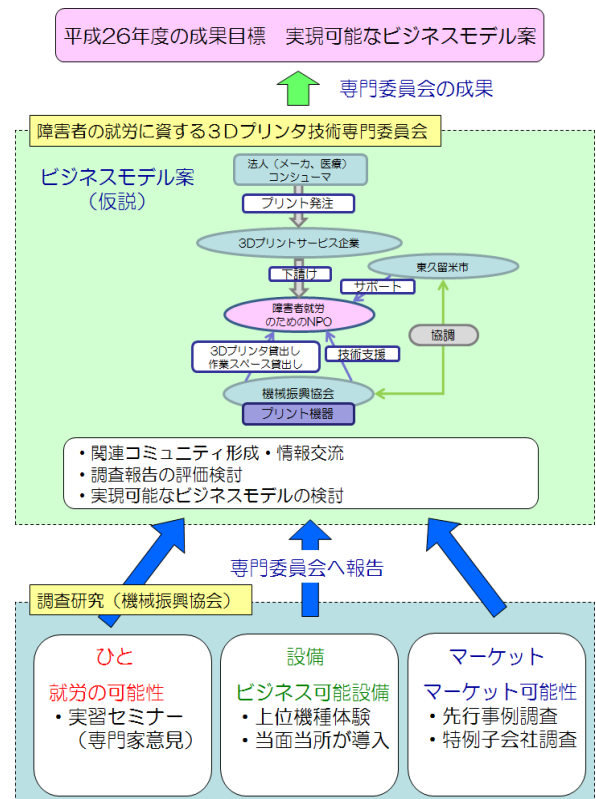 平成26年度の成果目標　実現可能なビジネスモデル案
専門委員会の成果
障害者の就労に資する３Ｄプリンタ技術専門委員会
ビジネスモデル案
（仮説）
法人（メーカ、医療）
コンシューマ
プリント発注
3Dプリントサービス企業
下請け
東久留米市
サポート
障害者就労
のためのNPO
協調
3Dプリンタ貸出し
作業スペース貸出し
技術支援
機械振興協会
プリント機器
・関連コミュニティ形成・情報交流
・調査報告の評価検討
・実現可能なビジネスモデルの検討
専門委員会へ報告
調査研究（機械振興協会）
ひと
就労の可能性
・実習セミナー
（専門家意見）
設備
ビジネス可能設備
・上位機種体験
・当面当所が導入
マーケット
マーケット可能性
・先行事例調査
・特例子会社調査